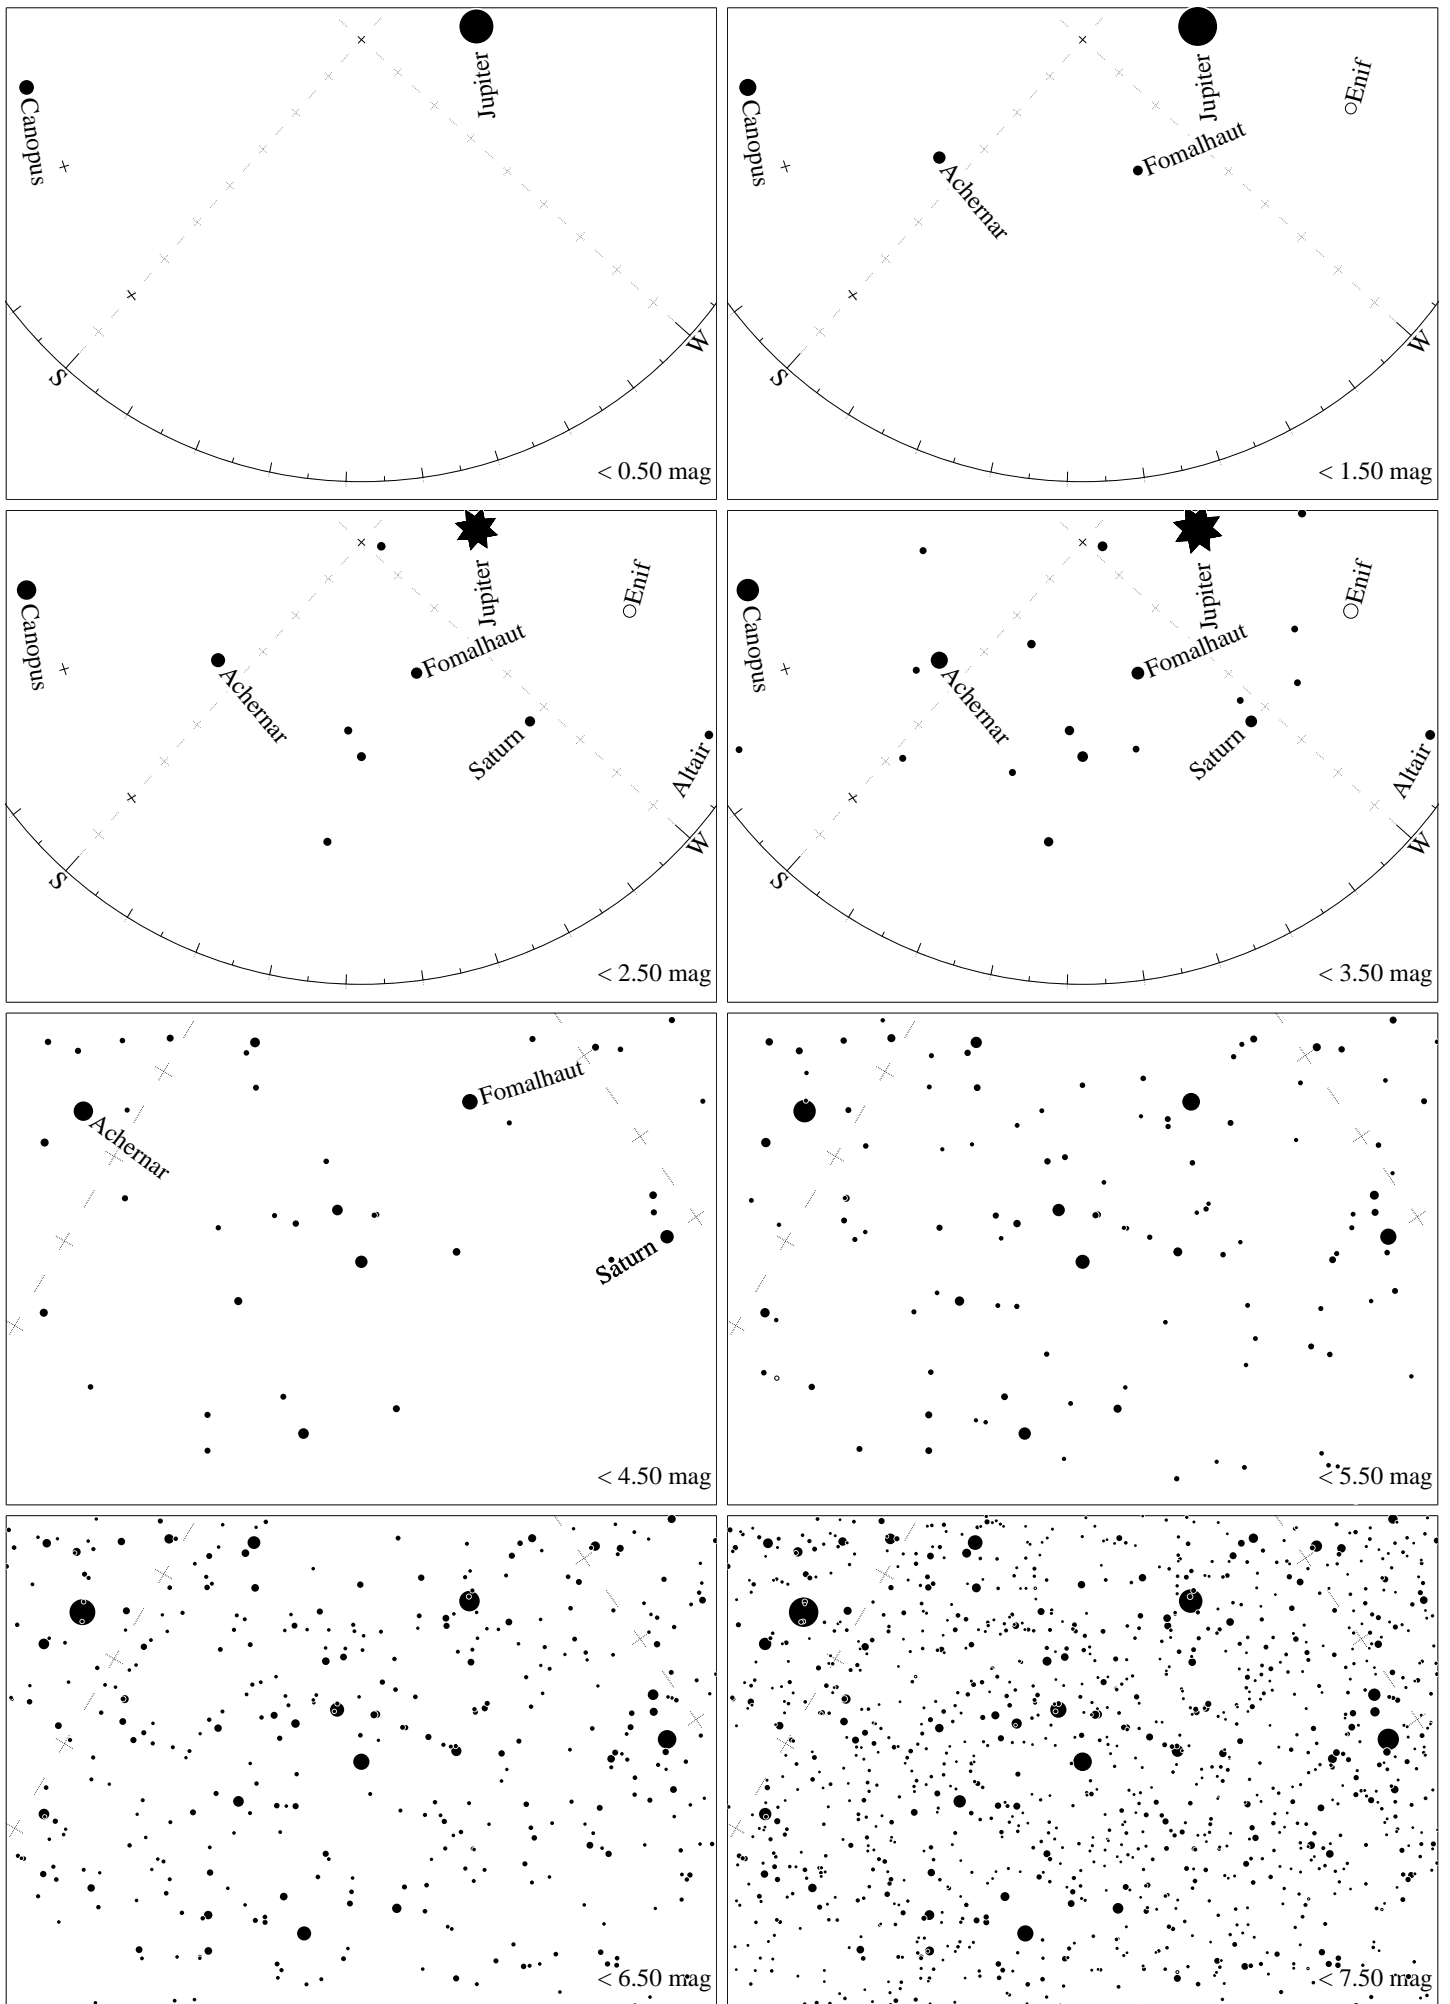 Canopus
Jupiter
S
W
< 0.50 mag
Canopus
Jupiter
Enif
Achernar
Fomalhaut
S
W
< 1.50 mag
Canopus
Jupiter
Enif
Achernar
Fomalhaut
Saturn
Altair
S
W
< 2.50 mag
Canopus
Jupiter
Enif
Achernar
Fomalhaut
Saturn
Altair
S
W
< 3.50 mag
Achernar
Fomalhaut
Saturn
< 4.50 mag
< 5.50 mag
< 6.50 mag
< 7.50 mag